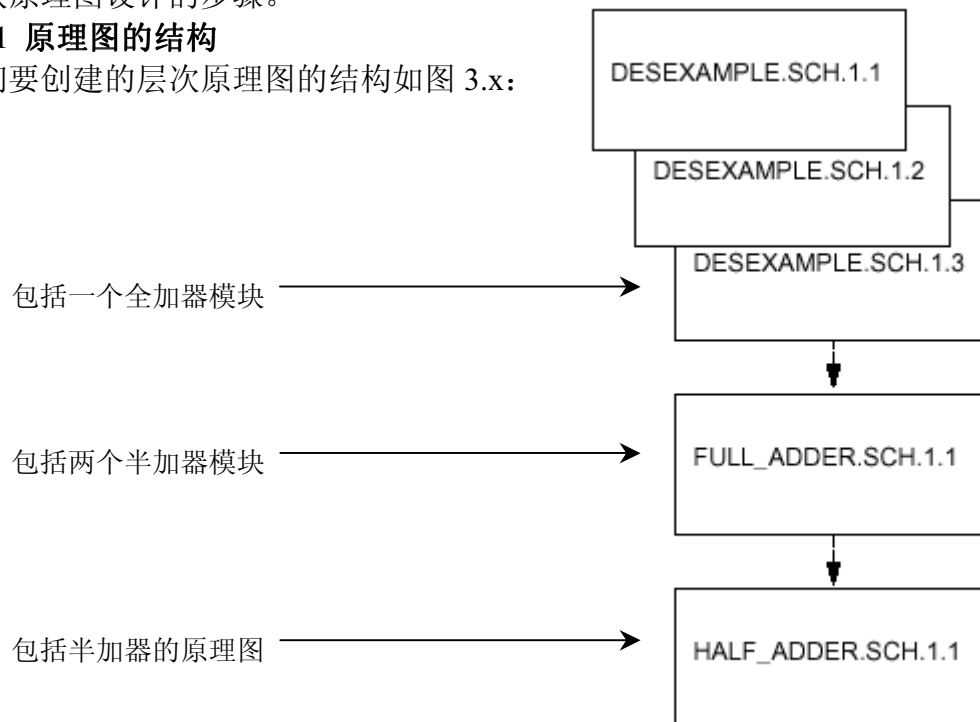 次原理图设计的步骤。
1 原理图的结构
们要创建的层次原理图的结构如图 3.x：
DESEXAMPLE.SCH.1.1
DESEXAMPLE.SCH.1.2
DESEXAMPLE.SCH.1.3
包括一个全加器模块
包括两个半加器模块
FULL_ADDER.SCH.1.1
包括半加器的原理图
HALF_ADDER.SCH.1.1